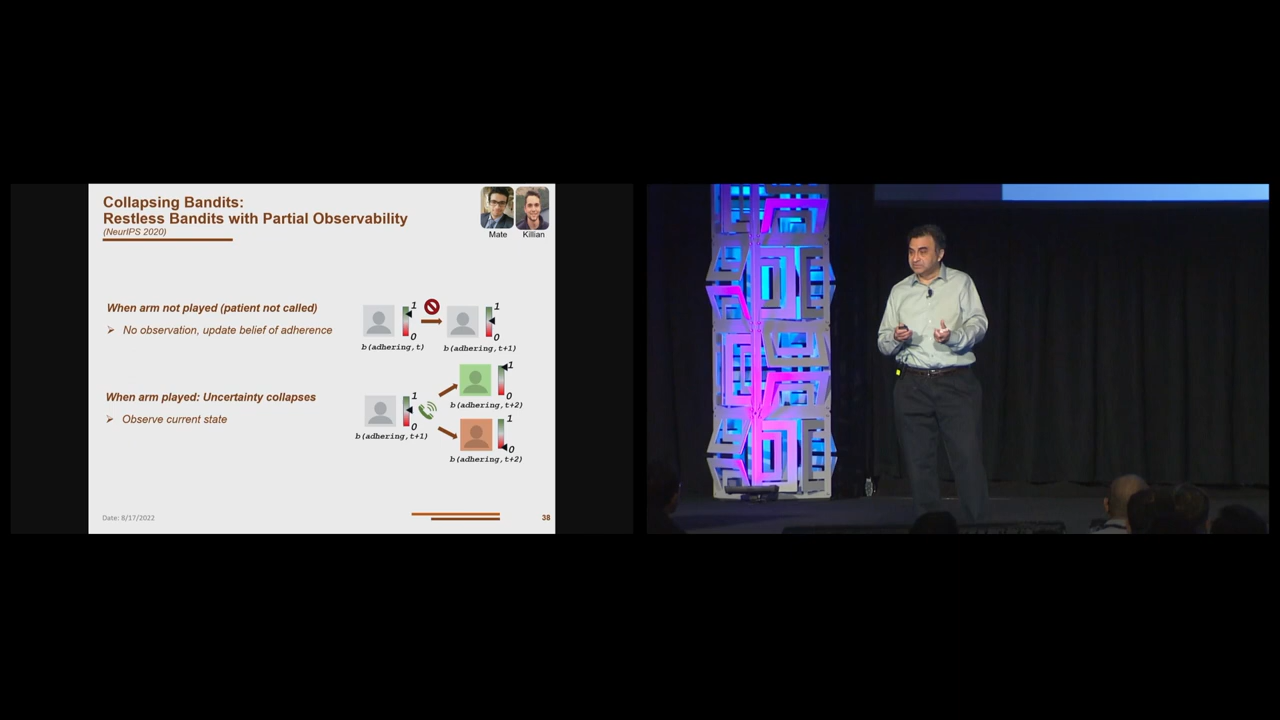 Collapsing Bandits:
Restless Bandits with Partial Observability
(NeurIPS 2020)
Mate Killian
When arm not played (patient not called)
➢ No observation, update belief of adherence
1
0
1
0
b(adhering,t) b(adhering,t+1)
When arm played: Uncertainty collapses
➢ Observe current state
1
0
b(adhering,t+1)
1
0
b(adhering,t+2)
1
0
b(adhering,t+2)
Date: 8/17/2022
38